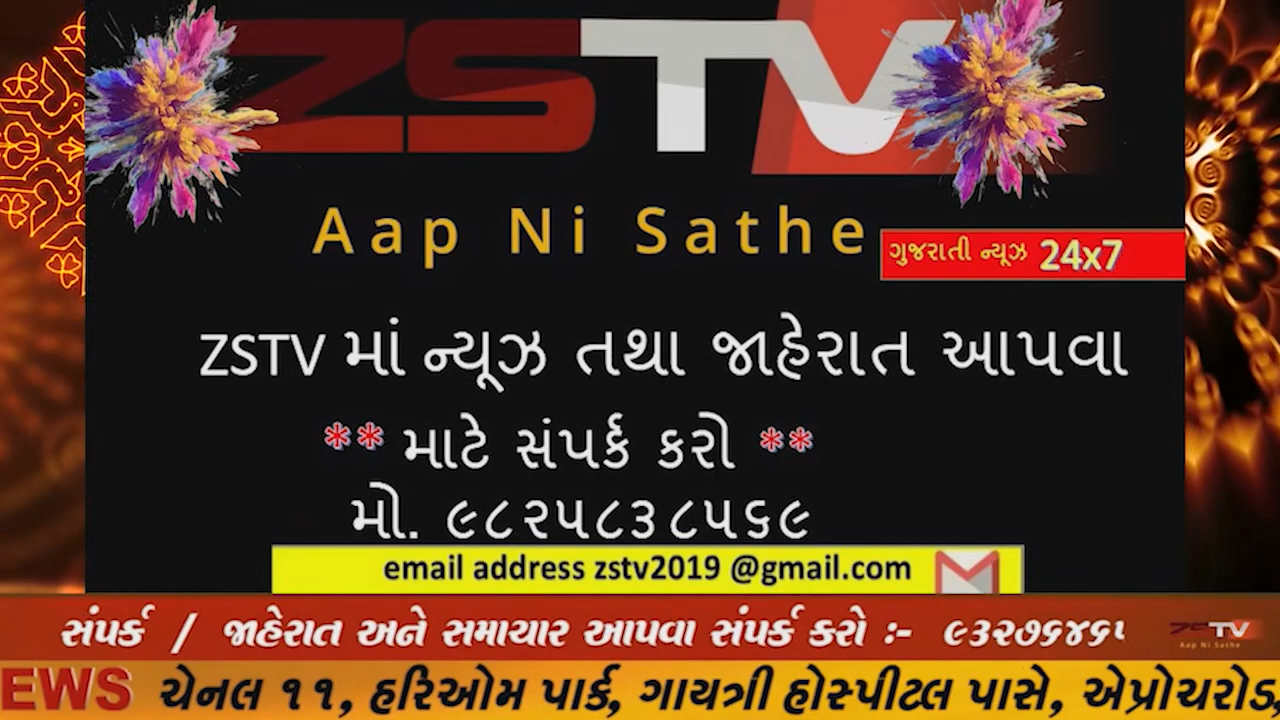 ZSTV
Aap Ni Sathe
ગુજરાતી ન્યૂઝ 24x7
ZSTV માં ન્યૂઝ તથા જાહેરાત આપવા
** માટે સંપર્ક કરો **
મો. ૯૮૨૫૮૩૮૫૬૯
email address zstv2019 @gmail.com
સંપર્ક / જાહેરાત અને સમાચાર આપવા સંપર્ક કરો :- ૯૩૨૭૬૪૬૫
ZSTV
Aap Ni Sathe
EWS ચેનલ ૧૧, હરિઓમ પાર્ક, ગાયત્રી હોસ્પીટલ પાસે, એપ્રોચરોડ,